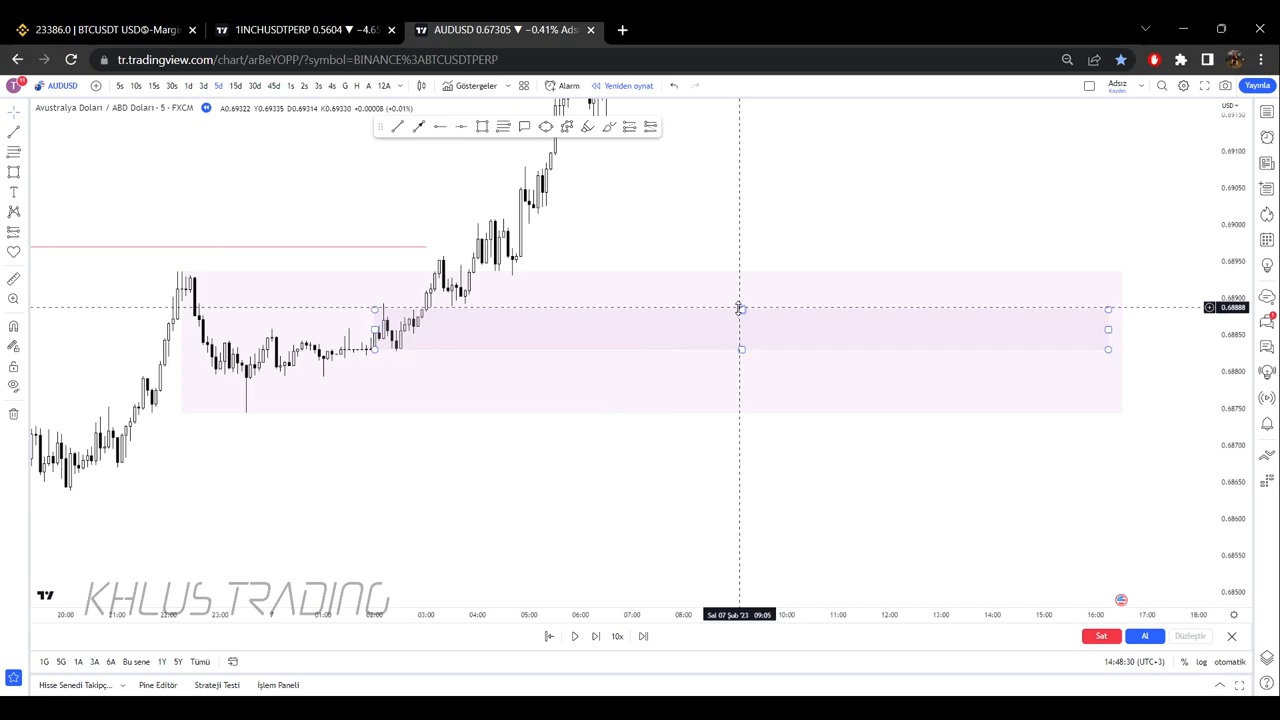 23386.0 | BTCUSDT USDⓈ-Margi
1INCHUSDTPERP 0.5604 ▼ −4.65
AUDUSD 0.67305 ▼ −0.41% Ads
tr.tradingview.com/chart/arBeYOPP/?symbol=BINANCE%3ABTCUSDTPERP
T 11 AUDUSD 5s 10s 15s 30s 1d 3d 5d 15d 30d 45d 1s 2s 3s 4s G H A 12A Göstergeler Alarm Yeniden oynat Adsız Kaydet Yayınla
Avustralya Doları / ABD Doları · 5 · FXCM A0.69322 Y0.69335 D0.69314 K0.69330 +0.00008 (+0.01%)
USD
0.69150
0.69100
0.69050
0.69000
0.68950
0.68900
0.68888
0.68850
0.68800
0.68750
0.68700
0.68650
0.68600
0.68550
0.68500
KHLUS TRADING
20:00 21:00 22:00 23:00 7 01:00 02:00 03:00 04:00 05:00 06:00 07:00 08:00 Sal 07 Şub '23 09:05 10:00 11:00 12:00 13:00 14:00 15:00 16:00 17:00 18:00
10x Sat Al Düzleştir
1G 5G 1A 3A 6A Bu sene 1Y 5Y Tümü 14:48:30 (UTC+3) % log otomatik
Hisse Senedi Takipç... Pine Editör Strateji Testi İşlem Paneli